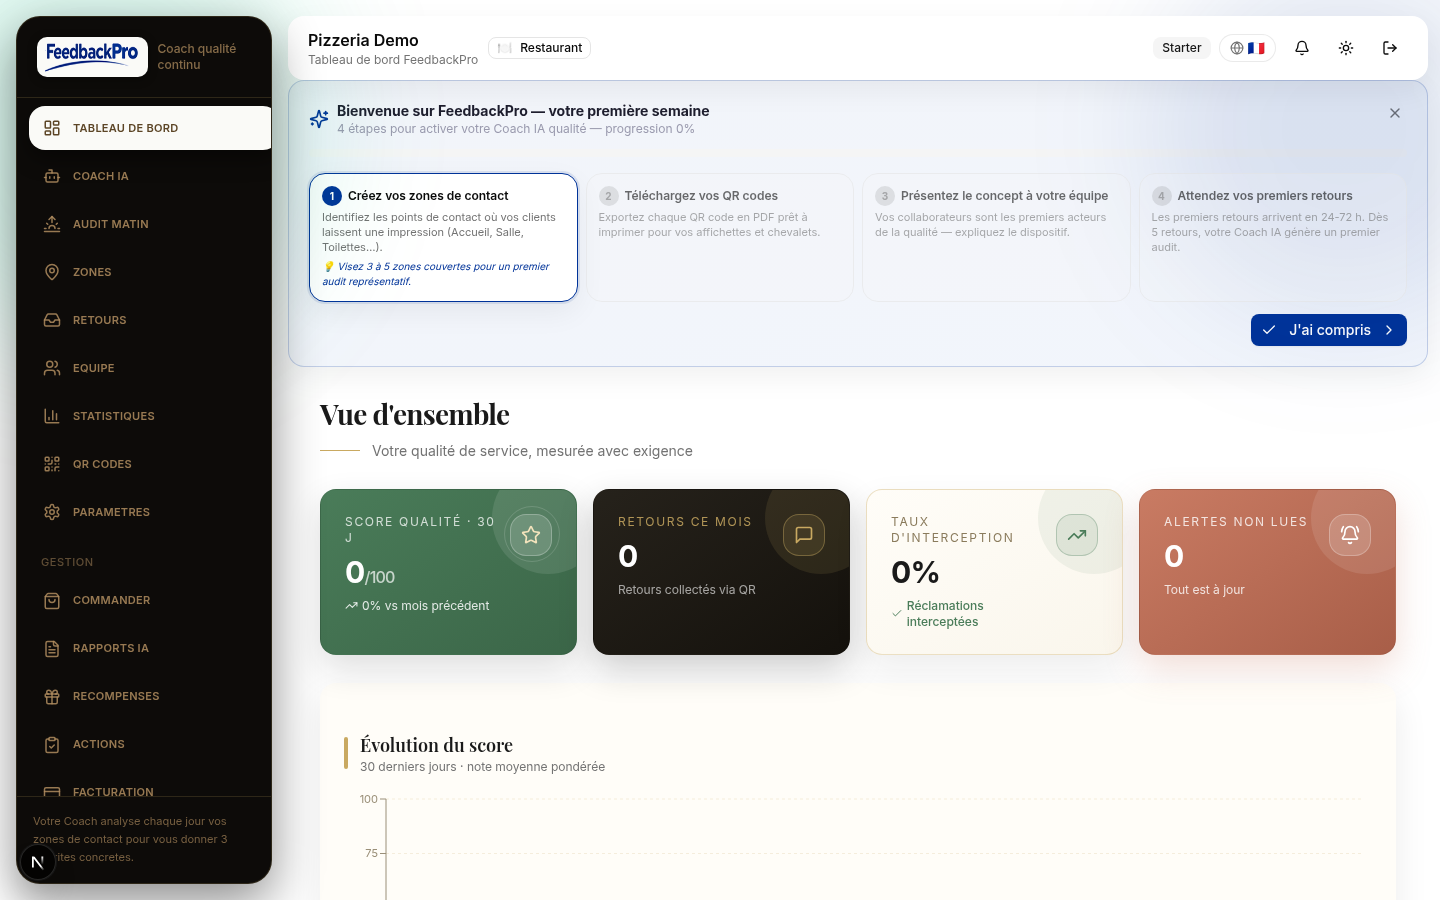 FeedbackPro
Coach qualité
continu
TABLEAU DE BORD
COACH IA
AUDIT MATIN
ZONES
RETOURS
EQUIPE
STATISTIQUES
QR CODES
PARAMETRES
GESTION
COMMANDER
RAPPORTS IA
RECOMPENSES
ACTIONS
FACTURATION
Votre Coach analyse chaque jour vos
zones de contact pour vous donner 3
concretes.
N
Pizzeria Demo
Tableau de bord FeedbackPro
Restaurant
Starter
Bienvenue sur FeedbackPro — votre première semaine
4 étapes pour activer votre Coach IA qualité — progression 0%
1 Créez vos zones de contact
Identifiez les points de contact où vos clients
laissent une impression (Accueil, Salle,
Toilettes…).
💡 Visez 3 à 5 zones couvertes pour un premier
audit représentatif.
2 Téléchargez vos QR codes
Exportez chaque QR code en PDF prêt à
imprimer pour vos affichettes et chevalets.
3 Présentez le concept à votre équipe
Vos collaborateurs sont les premiers acteurs
de la qualité — expliquez le dispositif.
4 Attendez vos premiers retours
Les premiers retours arrivent en 24-72 h. Dès
5 retours, votre Coach IA génère un premier
audit.
J'ai compris
Vue d'ensemble
Votre qualité de service, mesurée avec exigence
SCORE QUALITÉ · 30
J
0/100
0% vs mois précédent
RETOURS CE MOIS
0
Retours collectés via QR
TAUX
D'INTERCEPTION
0%
Réclamations
interceptées
ALERTES NON LUES
0
Tout est à jour
Évolution du score
30 derniers jours · note moyenne pondérée
100
75